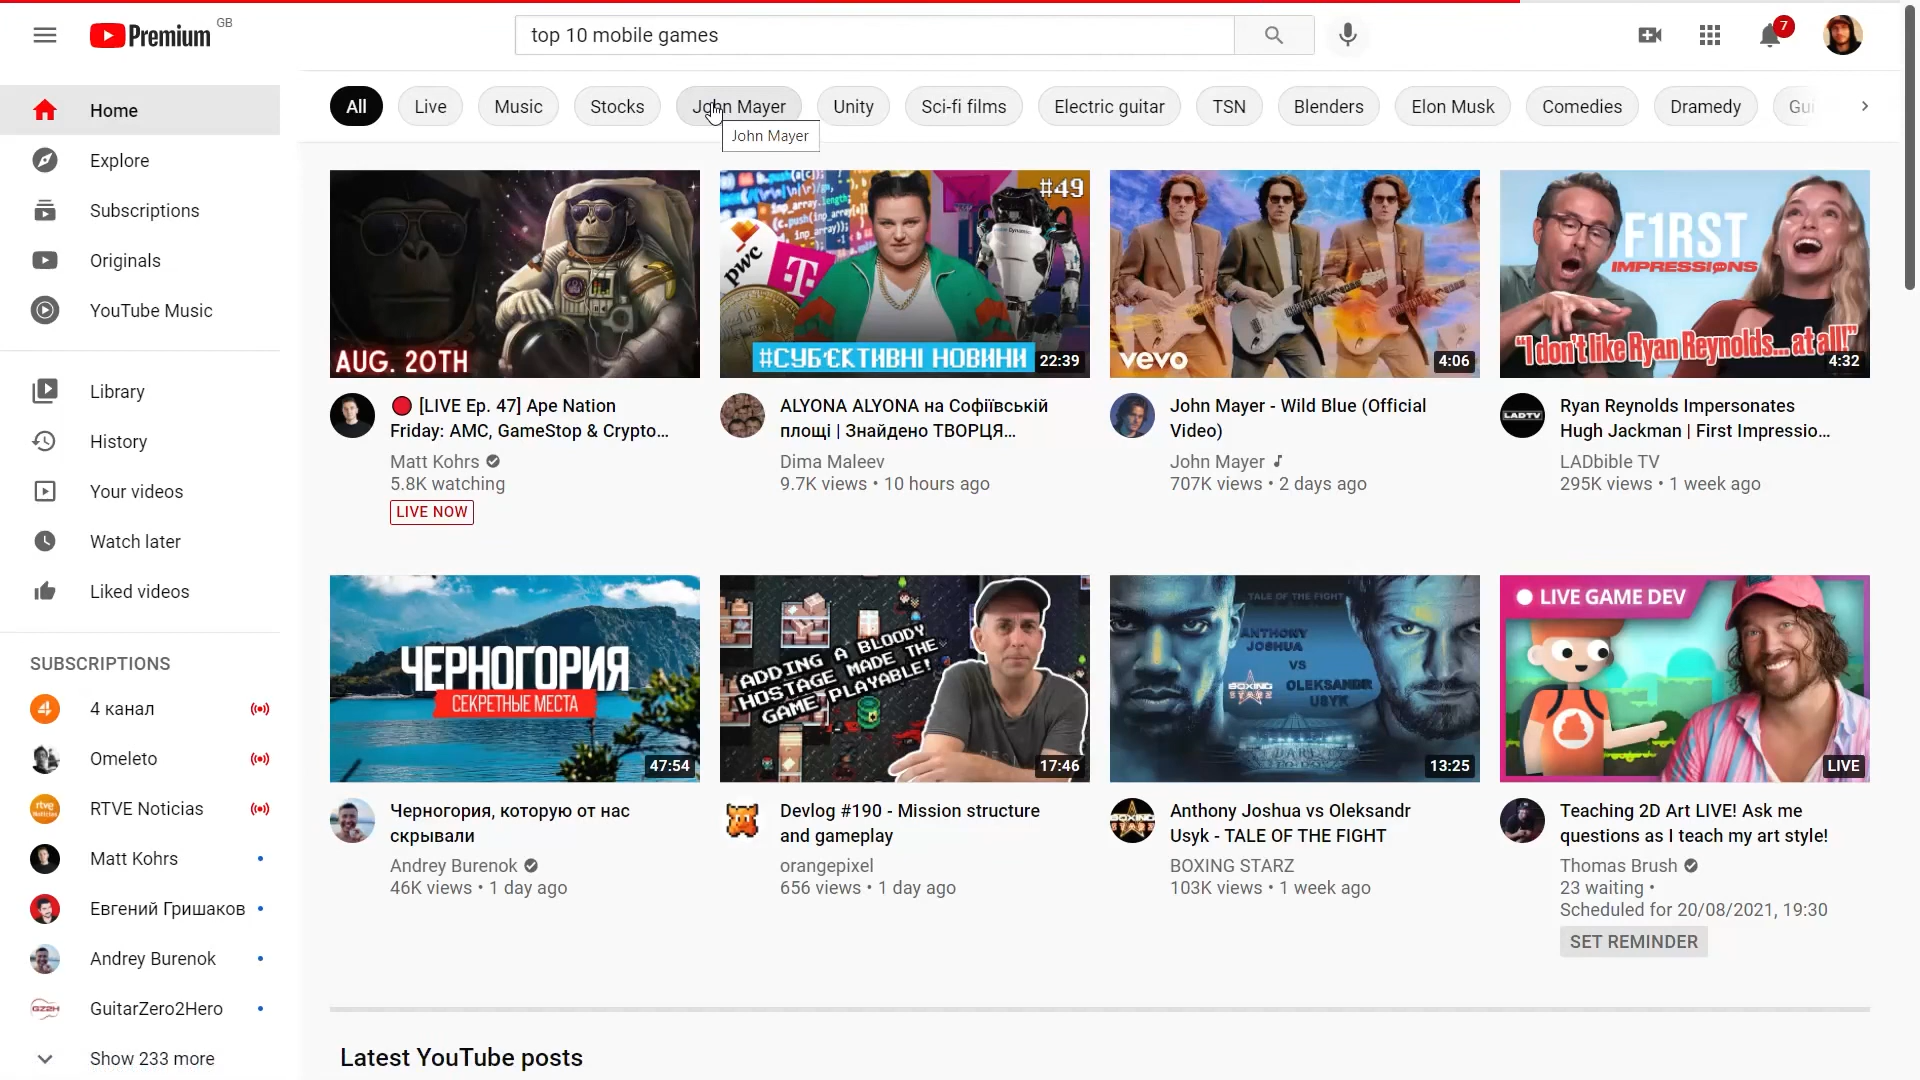 Premium GB
top 10 mobile games
7
Home
Explore
Subscriptions
Originals
YouTube Music
Library
History
Your videos
Watch later
Liked videos
SUBSCRIPTIONS
4 канал
Omeleto
RTVE Noticias
Matt Kohrs
Евгений Гришаков
Andrey Burenok
GuitarZero2Hero
Show 233 more
All Live Music Stocks John Mayer Unity Sci-fi films Electric guitar TSN Blenders Elon Musk Comedies Dramedy Gui
John Mayer
AUG. 20TH
[LIVE Ep. 47] Ape Nation
Friday: AMC, GameStop & Crypto...
Matt Kohrs
5.8K watching
LIVE NOW
#49
pwc
#СУБ'ЄКТИВНІ НОВИНИ
22:39
ALYONA ALYONA на Софіївській
площі | Знайдено ТВОРЦЯ...
Dima Maleev
9.7K views • 10 hours ago
vevo
4:06
John Mayer - Wild Blue (Official
Video)
John Mayer
707K views • 2 days ago
F1RST
IMPRESSIONS
"I don't like Ryan Reynolds... at all!"
4:32
LADTV
Ryan Reynolds Impersonates
Hugh Jackman | First Impressio...
LADbible TV
295K views • 1 week ago
ЧЕРНОГОРИЯ
СЕКРЕТНЫЕ МЕСТА
47:54
Черногория, которую от нас
скрывали
Andrey Burenok
46K views • 1 day ago
ADDING A BLOODY
HOSTAGE MADE THE
GAME PLAYABLE!
17:46
Devlog #190 - Mission structure
and gameplay
orangepixel
656 views • 1 day ago
TALE OF THE FIGHT
ANTHONY
JOSHUA
VS
OLEKSANDR
USYK
BOXING
STARZ
13:25
Anthony Joshua vs Oleksandr
Usyk - TALE OF THE FIGHT
BOXING STARZ
103K views • 1 week ago
LIVE GAME DEV
LIVE
Teaching 2D Art LIVE! Ask me
questions as I teach my art style!
Thomas Brush
23 waiting •
Scheduled for 20/08/2021, 19:30
SET REMINDER
Latest YouTube posts